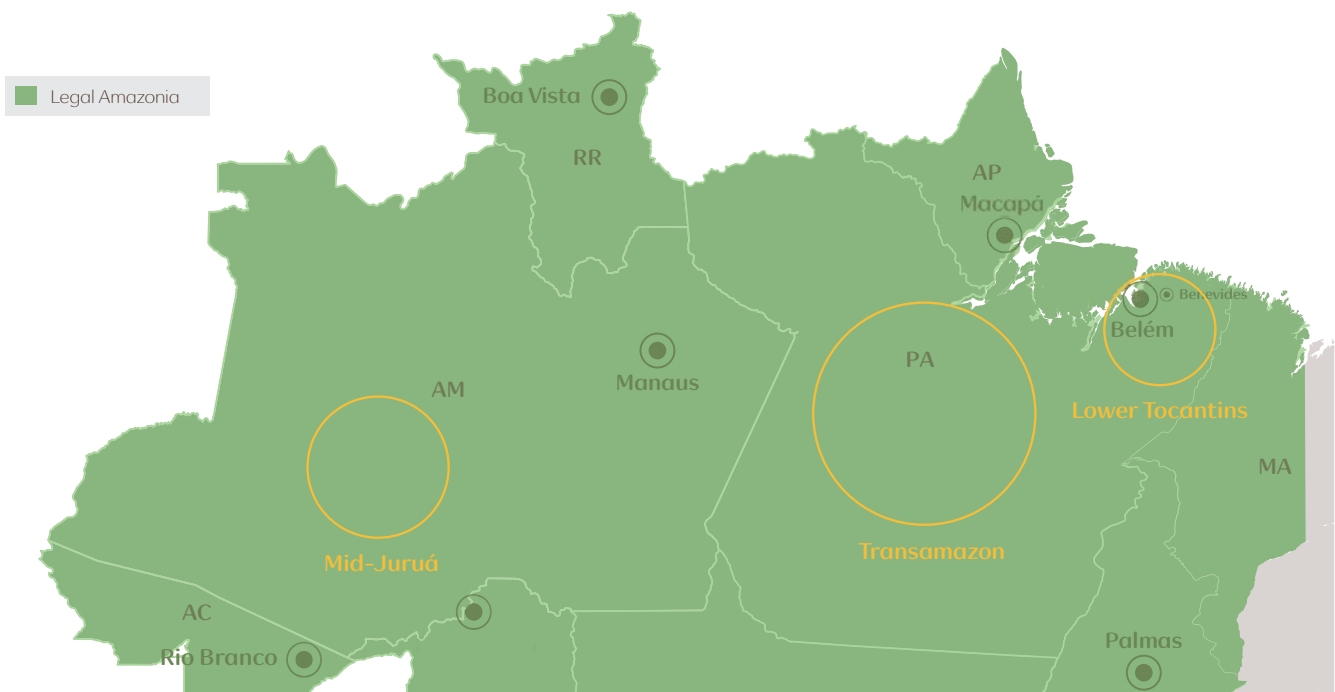 Legal Amazonia
Boa Vista
RR
AP
Macapá
Benevides
Belém
PA
Manaus
AM
Lower Tocantins
MA
Transamazon
Mid-Juruá
AC
Rio Branco
Palmas